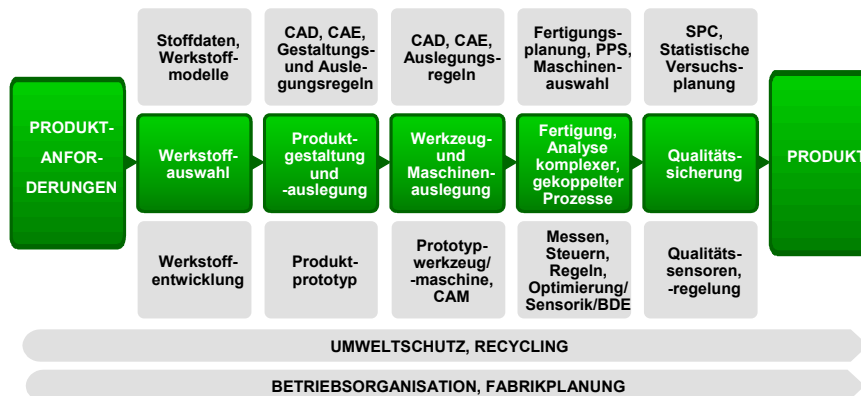 Stoffdaten,
Werkstoff-
modelle
CAD, CAE,
Gestaltungs-
und Ausle-
gungsregeln
CAD, CAE,
Auslegungs-
regeln
Fertigungs-
planung, PPS,
Maschinen-
auswahl
SPC,
Statistische
Versuchs-
planung
PRODUKT-
ANFOR-
DERUNGEN
Werkstoff-
auswahl
Produkt-
gestaltung
und
-auslegung
Werkzeug-
und
Maschinen-
auslegung
Fertigung,
Analyse
komplexer,
gekoppelter
Prozesse
Qualitäts-
sicherung
PRODUKT
Werkstoff-
entwicklung
Produkt-
prototyp
Prototyp-
werkzeug/
-maschine,
CAM
Messen,
Steuern,
Regeln,
Optimierung/
Sensorik/BDE
Qualitäts-
sensoren,
-regelung
UMWELTSCHUTZ, RECYCLING
BETRIEBSORGANISATION, FABRIKPLANUNG